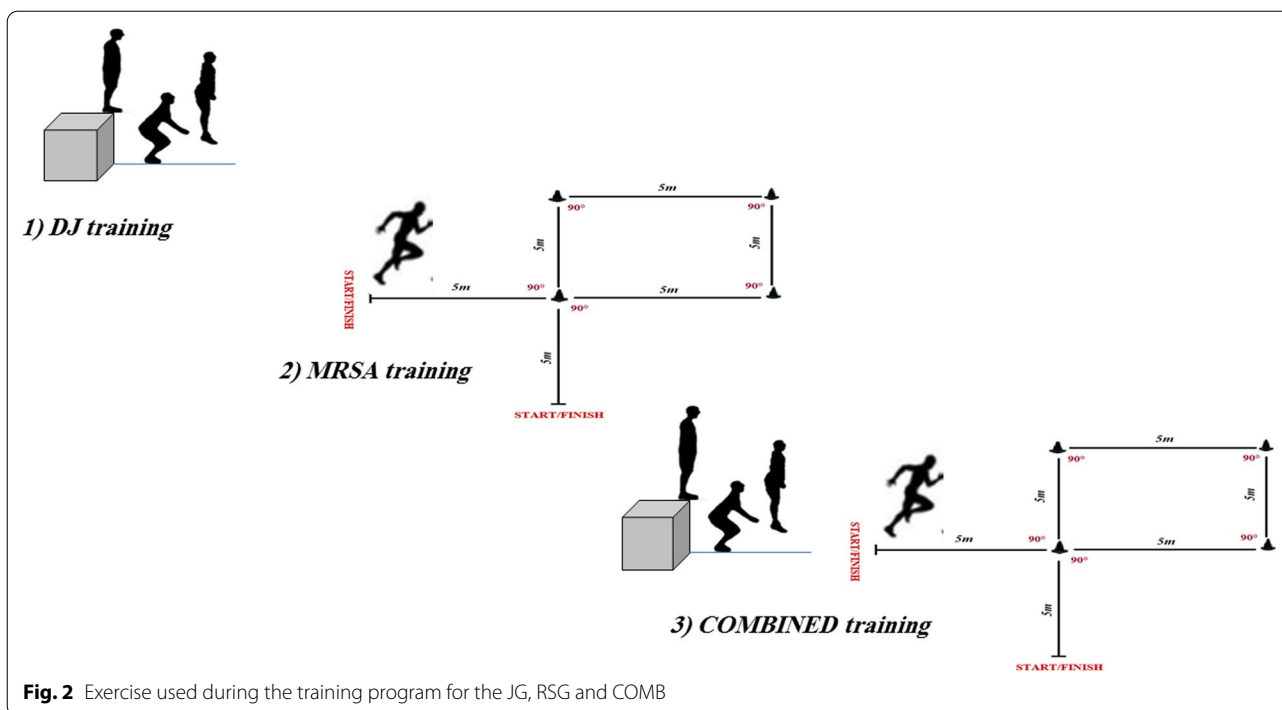 1) DJ training
5m
90°
90°
5m
5m
START/FINISH
5m
90°
90°
90°
5m
5m
2) MRSA training
START/FINISH
5m
90°
90°
5m
5m
START/FINISH
5m
90°
90°
90°
5m
5m
3) COMBINED training
START/FINISH
Fig. 2 Exercise used during the training program for the JG, RSG and COMB